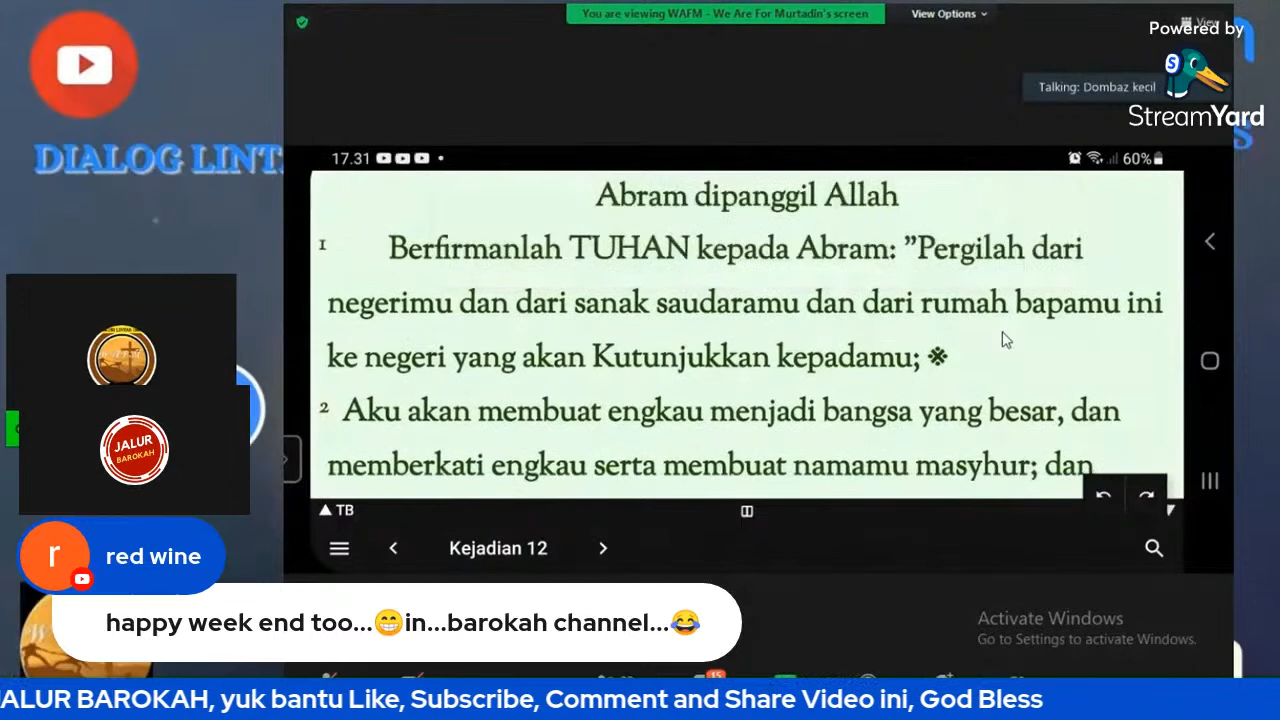 You are viewing WAFM - We Are For Murtadin's screen
View Options
View
Powered by
StreamYard
Talking: Dombaz kecil
DIALOG LINT
17.31
60%
Abram dipanggil Allah
1 Berfirmanlah TUHAN kepada Abram: ”Pergilah dari
negerimu dan dari sanak saudaramu dan dari rumah bapamu ini
ke negeri yang akan Kutunjukkan kepadamu; ※
2 Aku akan membuat engkau menjadi bangsa yang besar, dan
memberkati engkau serta membuat namamu masyhur; dan
TB
Kejadian 12
JALUR
BAROKAH
r
red wine
happy week end too...😁in...barokah channel...😂
Activate Windows
Go to Settings to activate Windows.
15
JALUR BAROKAH, yuk bantu Like, Subscribe, Comment and Share Video ini, God Bless